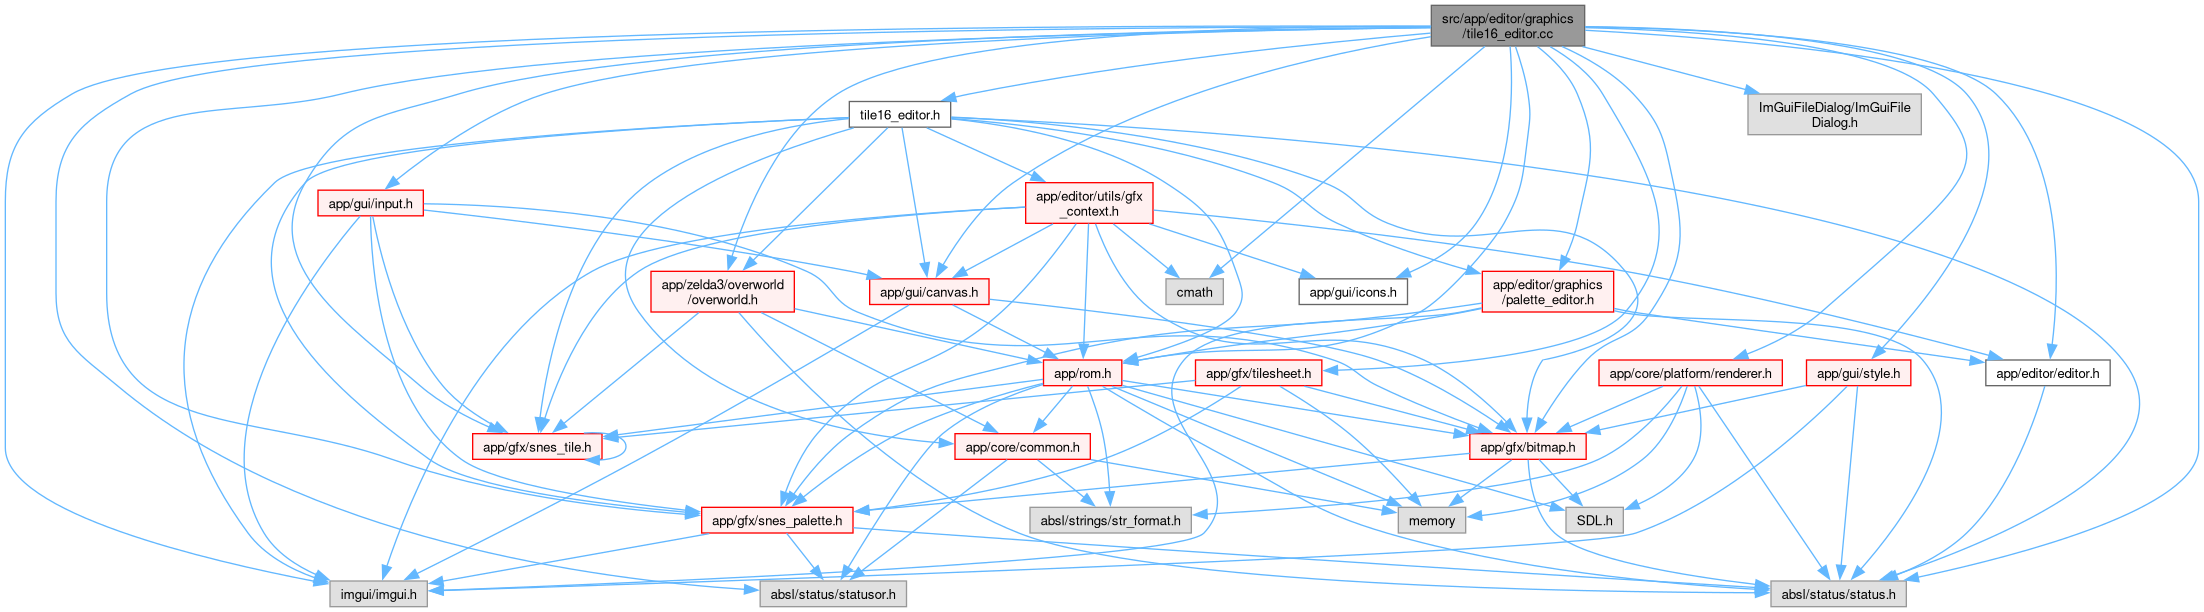 src/app/editor/graphics
/tile16_editor.cc
ImGuiFileDialog/ImGuiFile
Dialog.h
tile16_editor.h
app/gui/input.h
app/editor/utils/gfx
_context.h
app/zelda3/overworld
/overworld.h
app/gui/canvas.h
cmath
app/gui/icons.h
app/editor/graphics
/palette_editor.h
app/rom.h
app/gfx/tilesheet.h
app/core/platform/renderer.h
app/gui/style.h
app/editor/editor.h
app/gfx/snes_tile.h
app/core/common.h
app/gfx/bitmap.h
app/gfx/snes_palette.h
absl/strings/str_format.h
memory
SDL.h
imgui/imgui.h
absl/status/statusor.h
absl/status/status.h